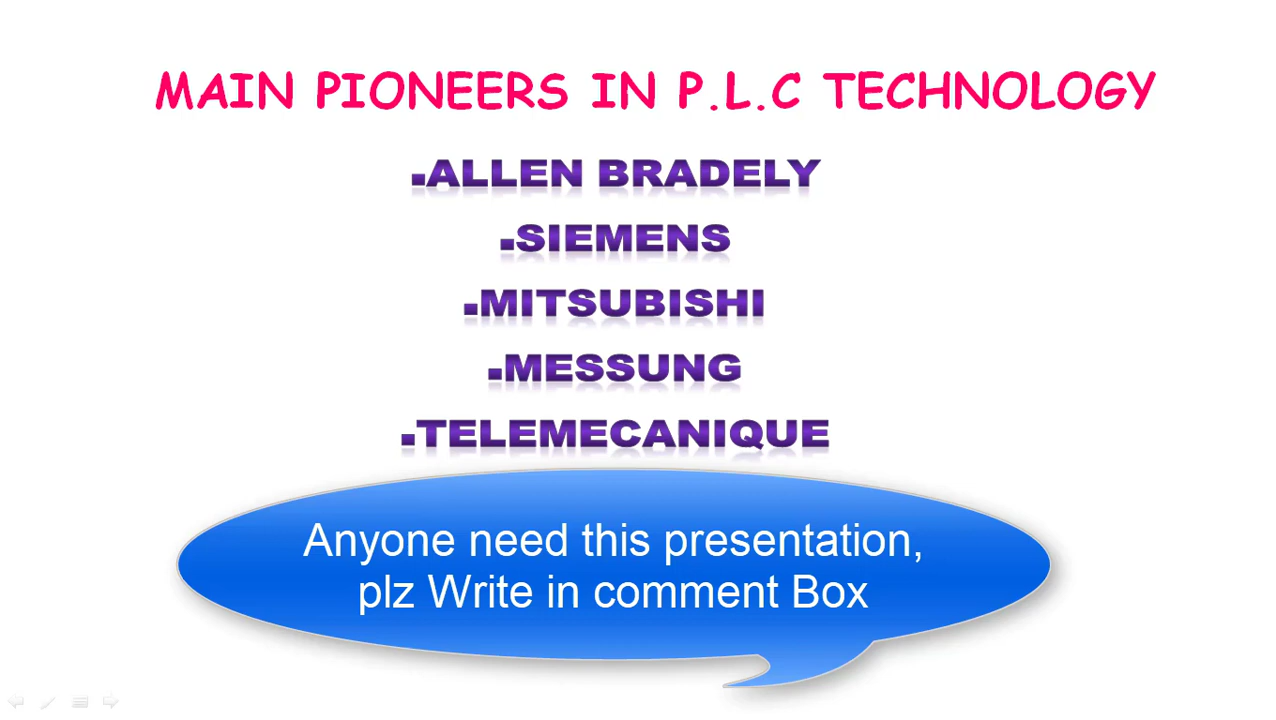 MAIN PIONEERS IN P.L.C TECHNOLOGY
▪ALLEN BRADELY
▪SIEMENS
▪MITSUBISHI
▪MESSUNG
▪TELEMECANIQUE
Anyone need this presentation,
plz Write in comment Box